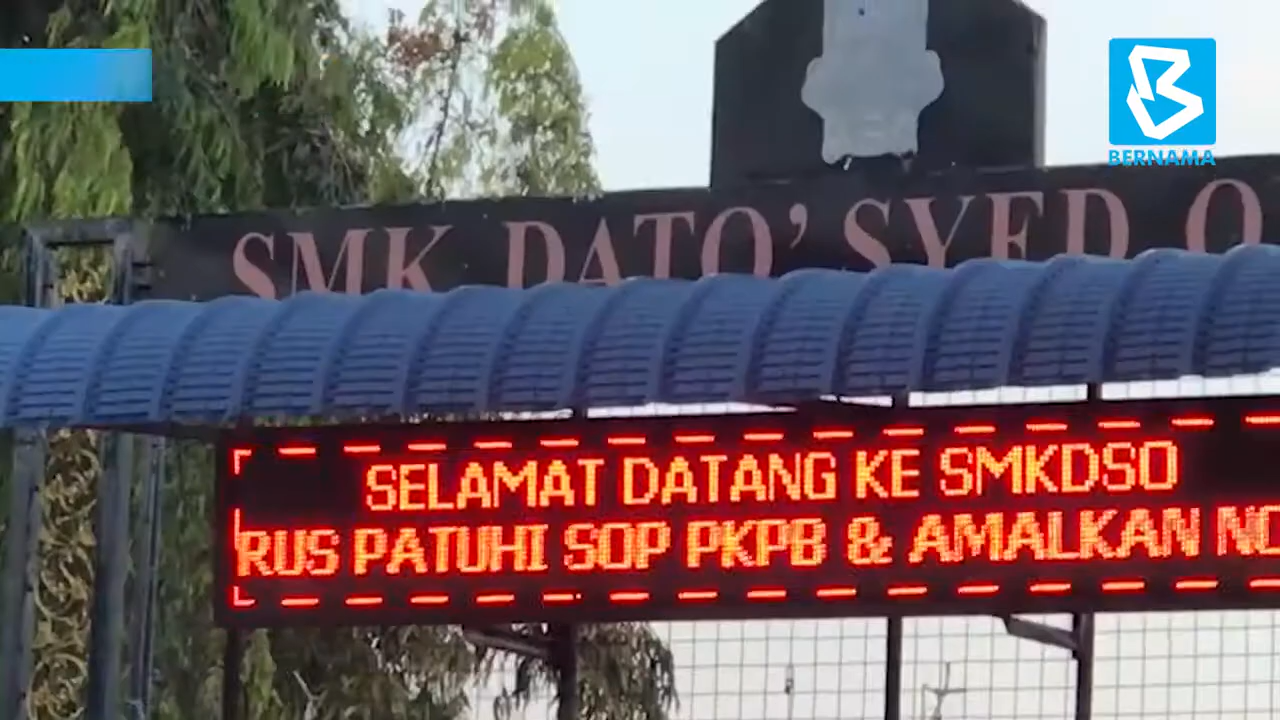 BERNAMA
SMK DATO' SYED O
SELAMAT DATANG KE SMKDSO
RUS PATUHI SOP PKPB & AMALKAN NO